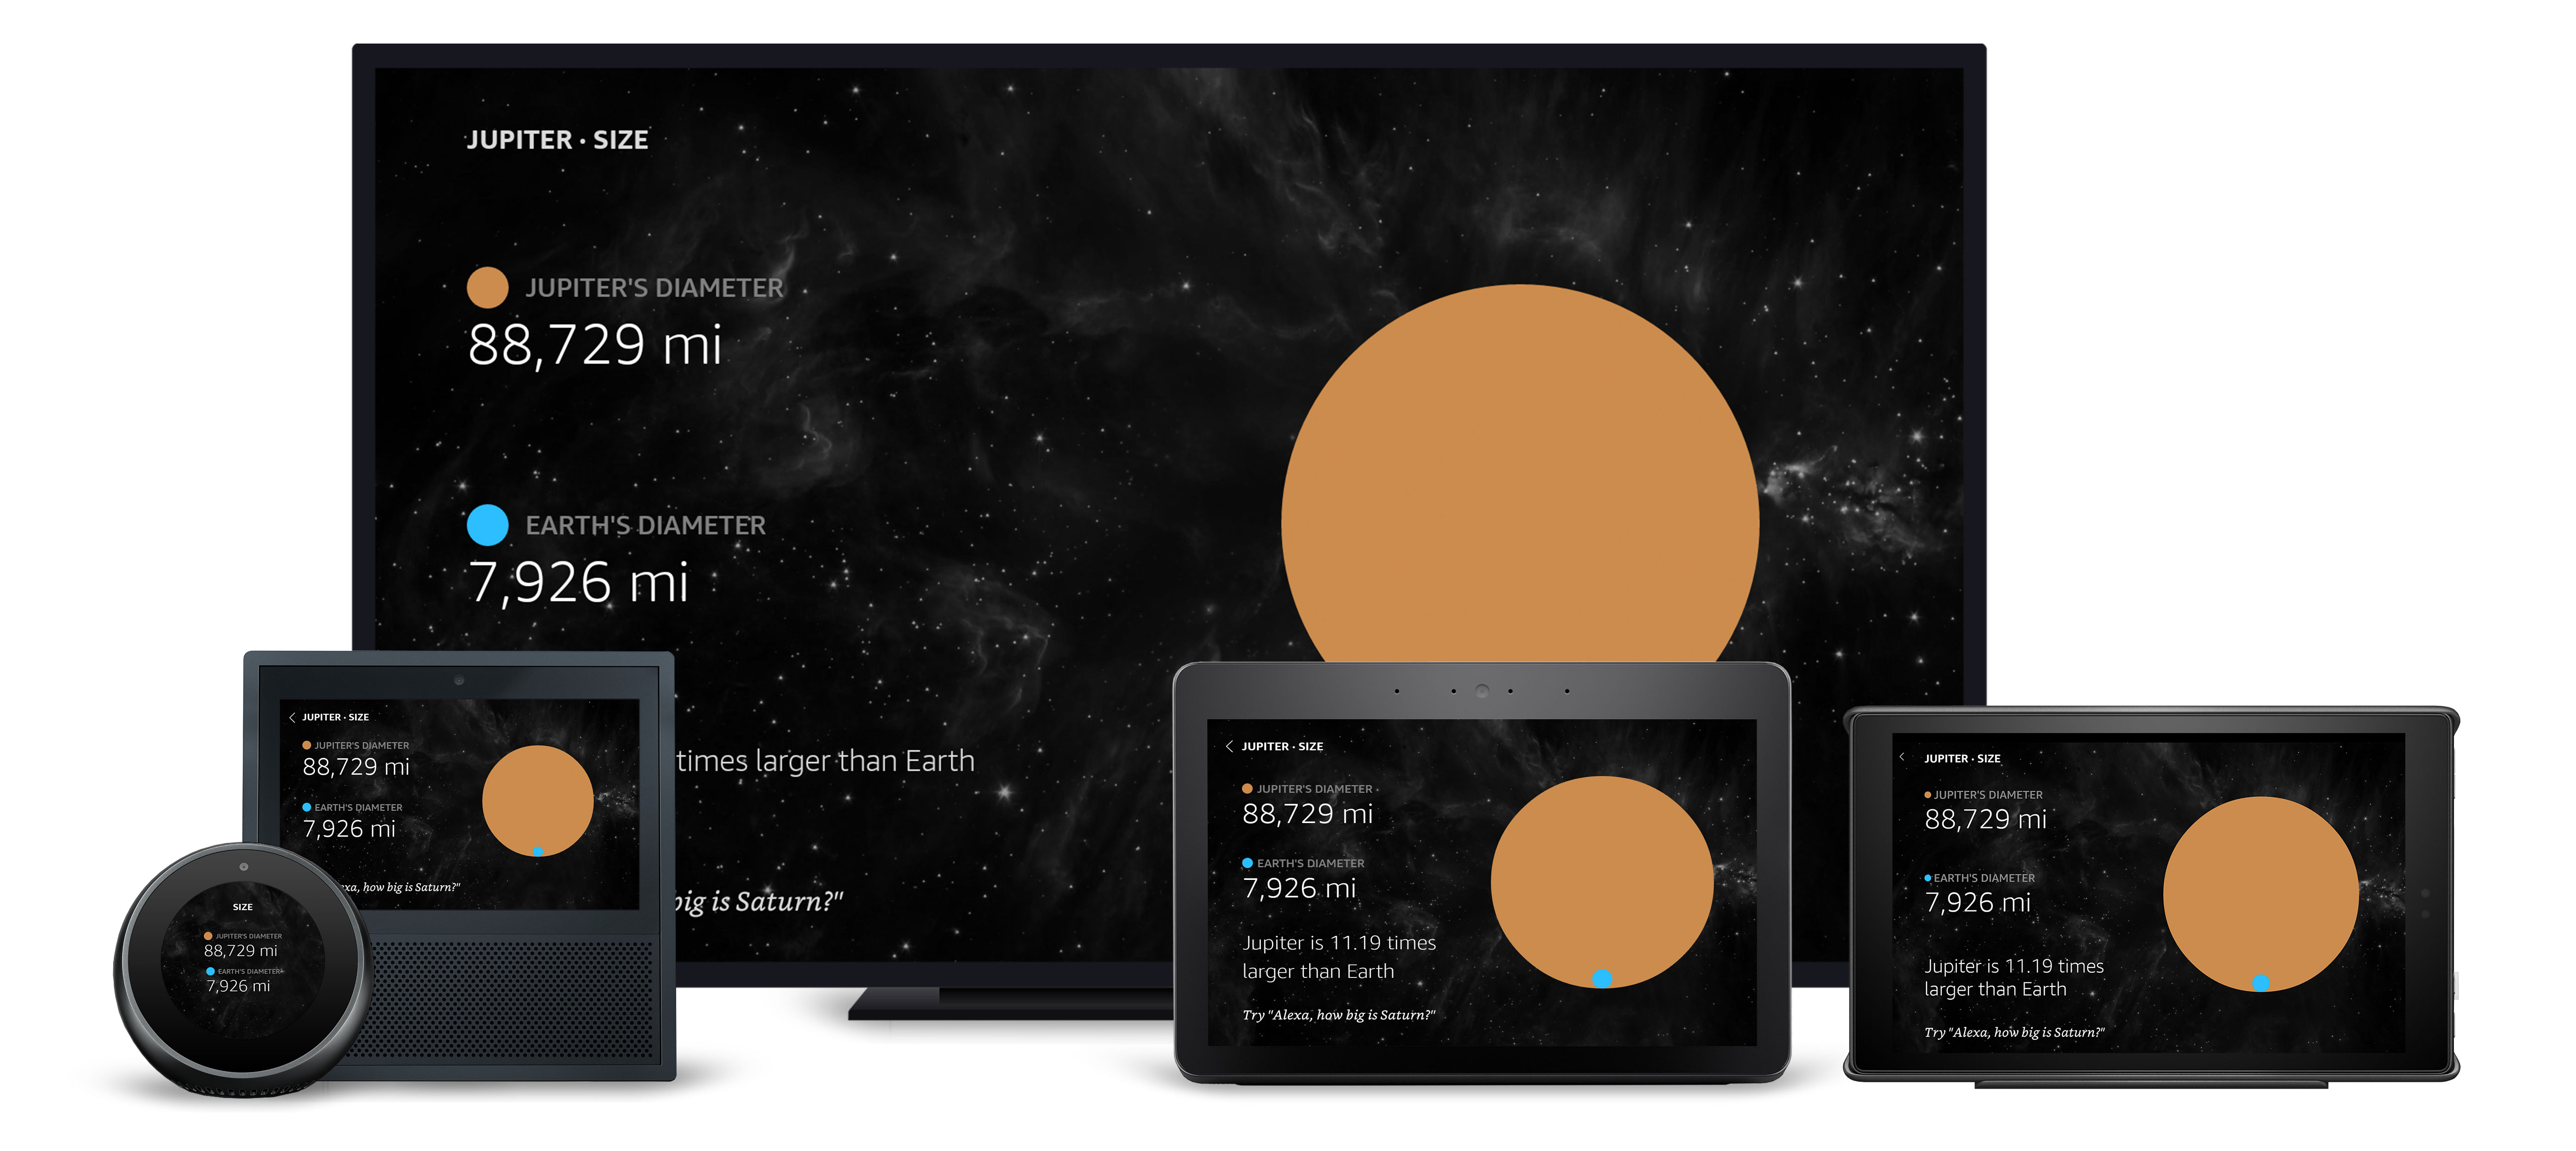 JUPITER · SIZE
JUPITER'S DIAMETER
88,729 mi
EARTH'S DIAMETER
7,926 mi
times larger than Earth
big is Saturn?"
JUPITER · SIZE
JUPITER'S DIAMETER
88,729 mi
EARTH'S DIAMETER
7,926 mi
exa, how big is Saturn?"
SIZE
JUPITER'S DIAMETER
88,729 mi
EARTH'S DIAMETER
7,926 mi
JUPITER · SIZE
JUPITER'S DIAMETER
88,729 mi
EARTH'S DIAMETER
7,926 mi
Jupiter is 11.19 times
larger than Earth
Try "Alexa, how big is Saturn?"
JUPITER · SIZE
JUPITER'S DIAMETER
88,729 mi
EARTH'S DIAMETER
7,926 mi
Jupiter is 11.19 times
larger than Earth
Try "Alexa, how big is Saturn?"